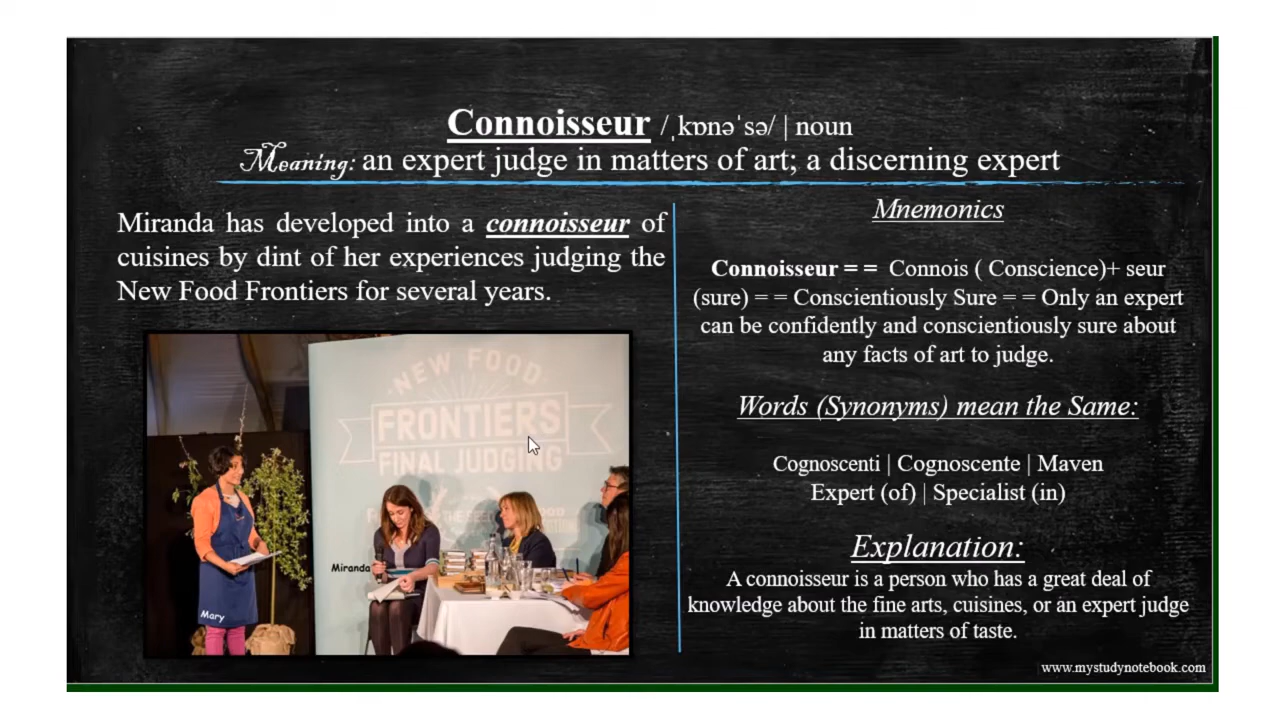 Connoisseur /ˌkɒnəˈsə/ | noun
Meaning: an expert judge in matters of art; a discerning expert
Miranda has developed into a connoisseur of
cuisines by dint of her experiences judging the
New Food Frontiers for several years.
NEW FOOD
FRONTIERS
FINAL JUDGING
Miranda
Mary
Mnemonics
Connoisseur = = Connois ( Conscience)+ seur
(sure) = = Conscientiously Sure = = Only an expert
can be confidently and conscientiously sure about
any facts of art to judge.
Words (Synonyms) mean the Same:
Cognoscenti | Cognoscente | Maven
Expert (of) | Specialist (in)
Explanation:
A connoisseur is a person who has a great deal of
knowledge about the fine arts, cuisines, or an expert judge
in matters of taste.
www.mystudynotebook.com